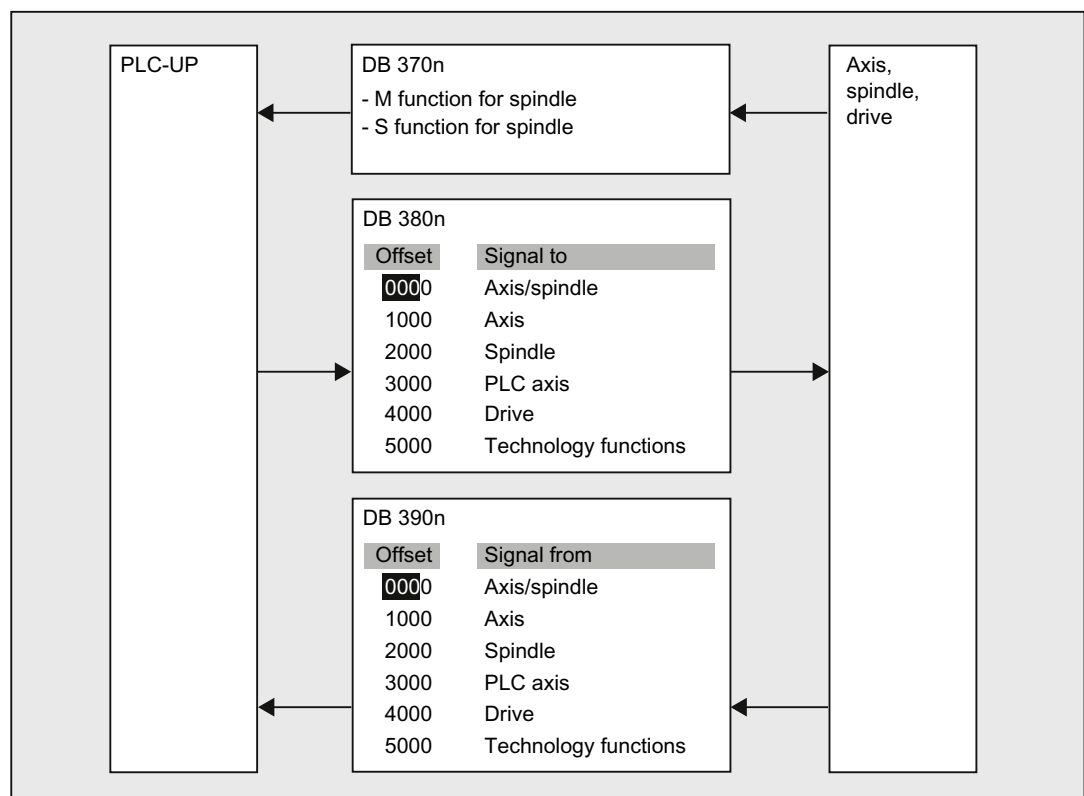 PLC-UP
DB 370n
- M function for spindle
- S function for spindle
Axis,
spindle,
drive
DB 380n
Offset Signal to
0000 Axis/spindle
1000 Axis
2000 Spindle
3000 PLC axis
4000 Drive
5000 Technology functions
DB 390n
Offset Signal from
0000 Axis/spindle
1000 Axis
2000 Spindle
3000 PLC axis
4000 Drive
5000 Technology functions